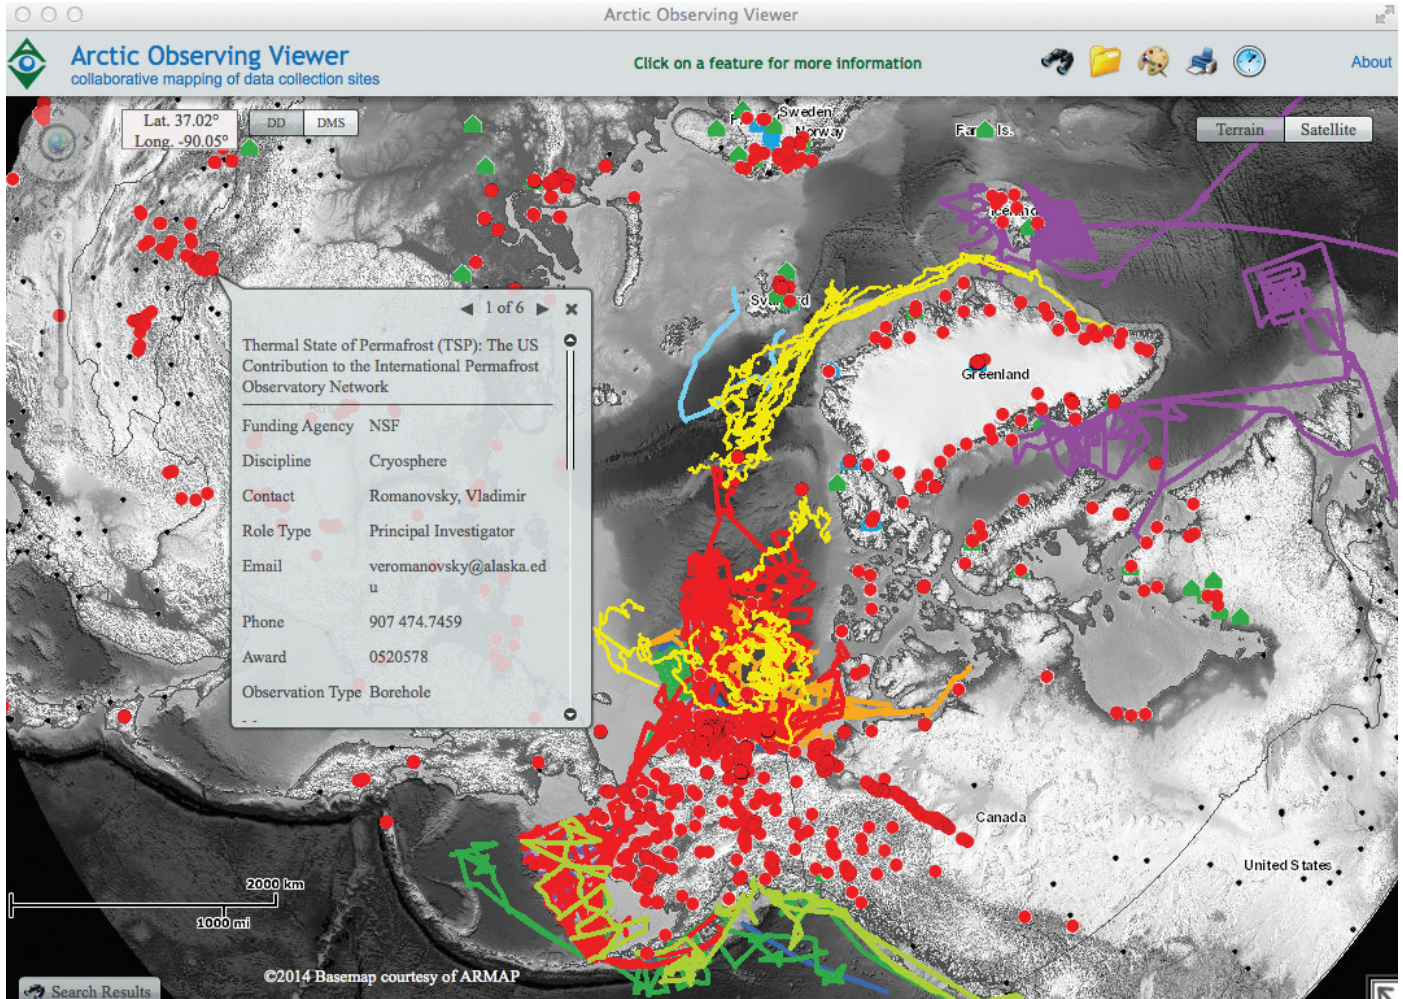 Arctic Observing Viewer
Arctic Observing Viewer
collaborative mapping of data collection sites
Click on a feature for more information
About
Lat. 37.02°
Long. -90.05°
DD
DMS
Sweden
Norway
Terrain
Satellite
1 of 6
Thermal State of Permafrost (TSP): The US
Contribution to the International Permafrost
Observatory Network
Funding Agency NSF
Discipline Cryosphere
Contact Romanovsky, Vladimir
Role Type Principal Investigator
Email veromanovsky@alaska.ed
u
Phone 907 474.7459
Award 0520578
Observation Type Borehole
Greenland
Canada
United States
2000 km
1000 mi
©2014 Basemap courtesy of ARMAP
Search Results